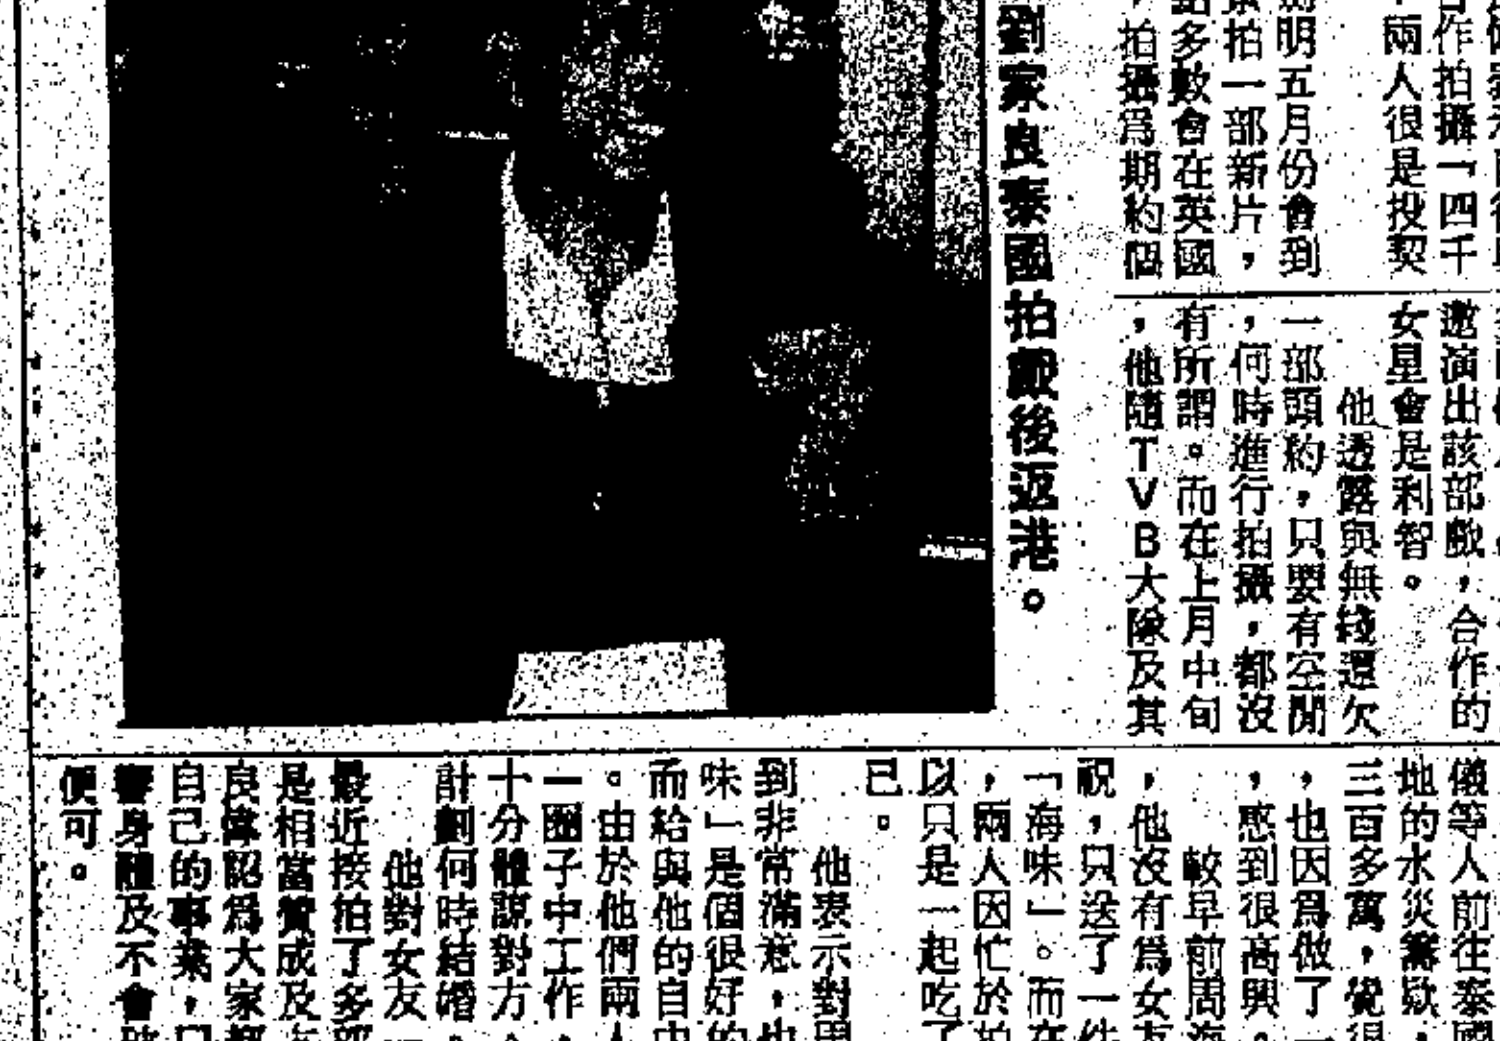 作拍攝「四千
，兩人很是投契
明五月份會到
拍一部新片，
多數會在英國
，拍攝爲期約個
邀演出該部戲，合作的
女星會是利智。
他透露與無綫還欠
一部頭約，只要有空閒
，何時進行拍攝，都沒
有所謂。而在上月中旬
，他隨TVB大隊及其
劉家良泰國拍戲後返港。
儀等人前往泰國
地的水災籌款，
三百多萬，覺得
，也因爲做了一
，感到很高興。
較早前周海
，他沒有爲女友
祝，只送了一件
「海味」。而在
，兩人因忙於拍
以只是一起吃了
已。
他表示對周
到非常滿意，也
味」是個很好的
而給與他的自由
。由於他們兩人
一圈子中工作，
十分體諒對方，
他對女友
計劃何時結婚，
最近接拍了多部
是相當贊成及
良偉認爲大家都
自己的事業，只
身體及不會
便可。